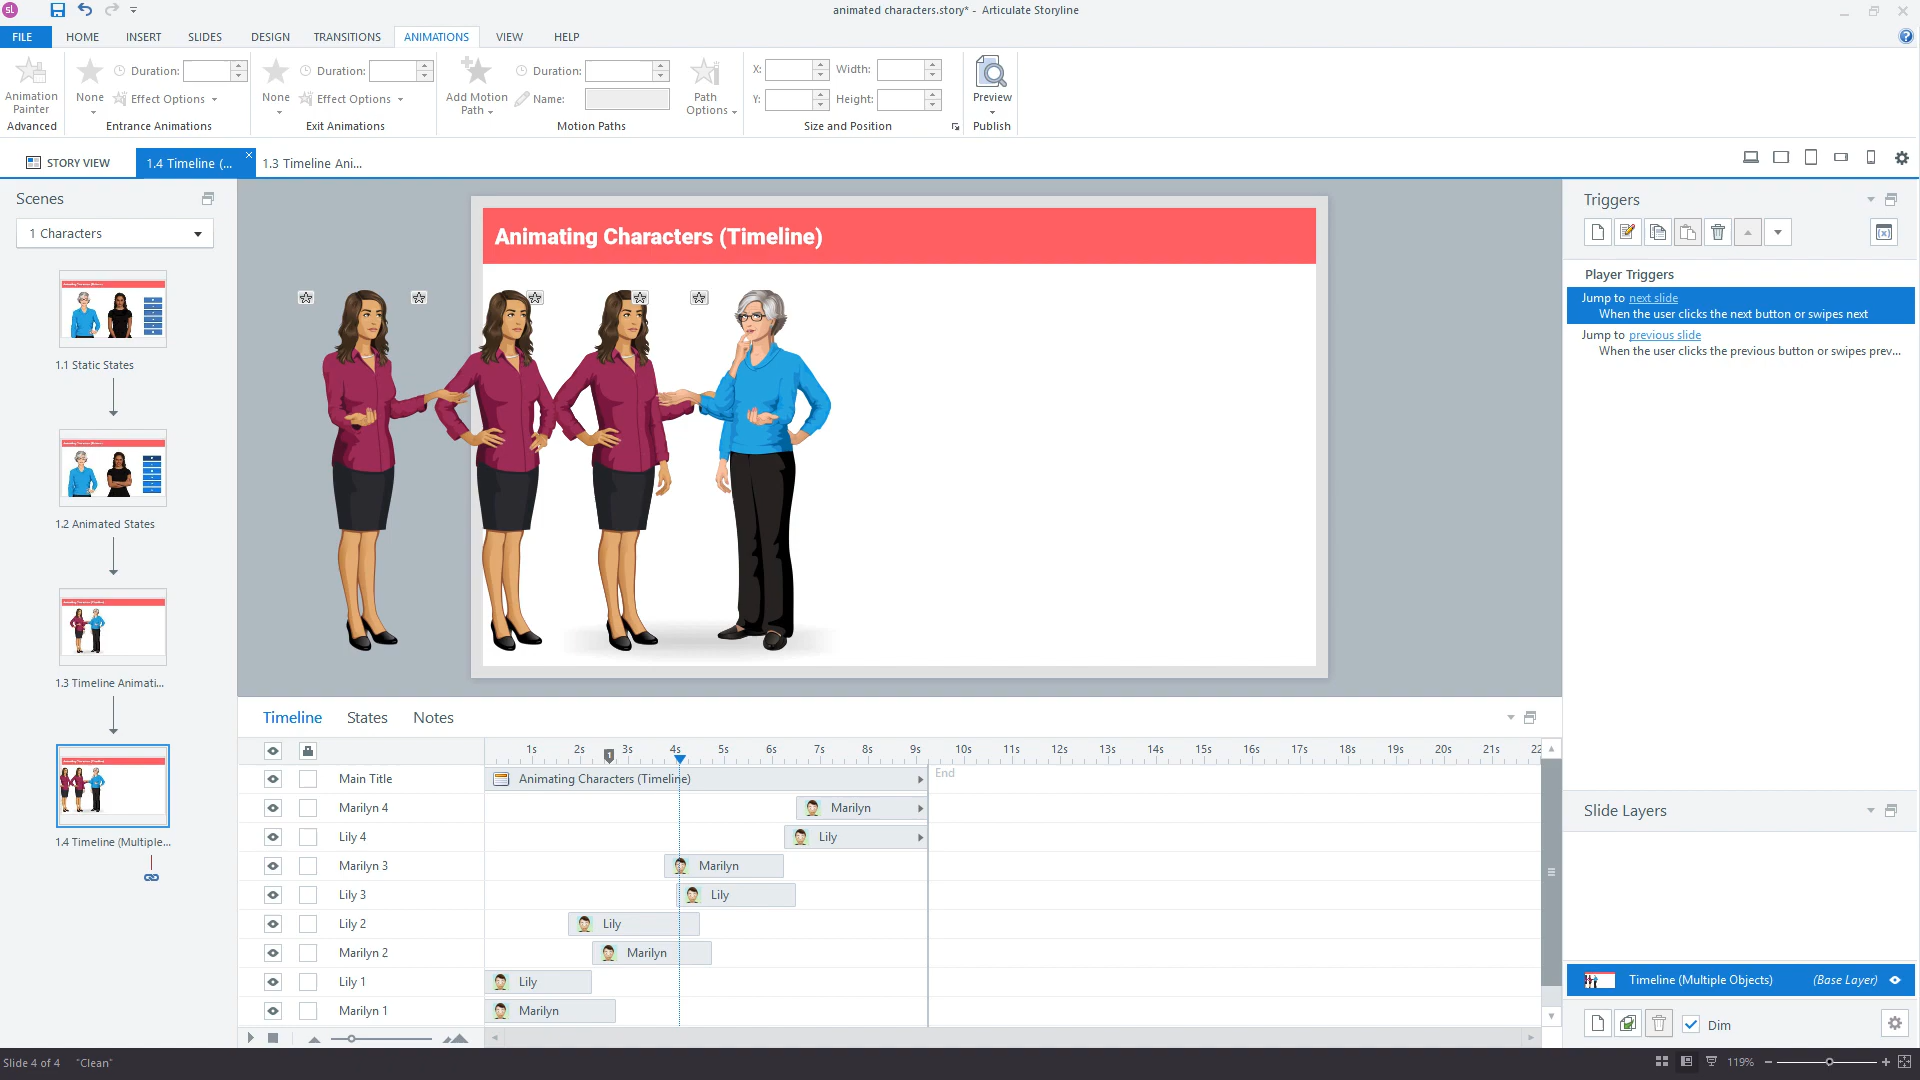 animated characters.story* - Articulate Storyline
FILE HOME INSERT SLIDES DESIGN TRANSITIONS ANIMATIONS VIEW HELP
Animation Painter
Advanced
None
Duration:
Effect Options
Entrance Animations
None
Duration:
Effect Options
Exit Animations
Add Motion Path
Duration:
Name:
Path Options
Motion Paths
X:
Y:
Width:
Height:
Size and Position
Preview
Publish
STORY VIEW
1.4 Timeline (...
1.3 Timeline Ani...
Scenes
1 Characters
1.1 Static States
1.2 Animated States
1.3 Timeline Animati...
1.4 Timeline (Multiple...
Animating Characters (Timeline)
Triggers
Player Triggers
Jump to next slide
When the user clicks the next button or swipes next
Jump to previous slide
When the user clicks the previous button or swipes prev...
Timeline States Notes
1s 2s 3s 4s 5s 6s 7s 8s 9s 10s 11s 12s 13s 14s 15s 16s 17s 18s 19s 20s 21s 22
1
Main Title Animating Characters (Timeline) End
Marilyn 4 Marilyn
Lily 4 Lily
Marilyn 3 Marilyn
Lily 3 Lily
Lily 2 Lily
Marilyn 2 Marilyn
Lily 1 Lily
Marilyn 1 Marilyn
Slide Layers
Timeline (Multiple Objects) (Base Layer)
Dim
Slide 4 of 4 "Clean"
119%